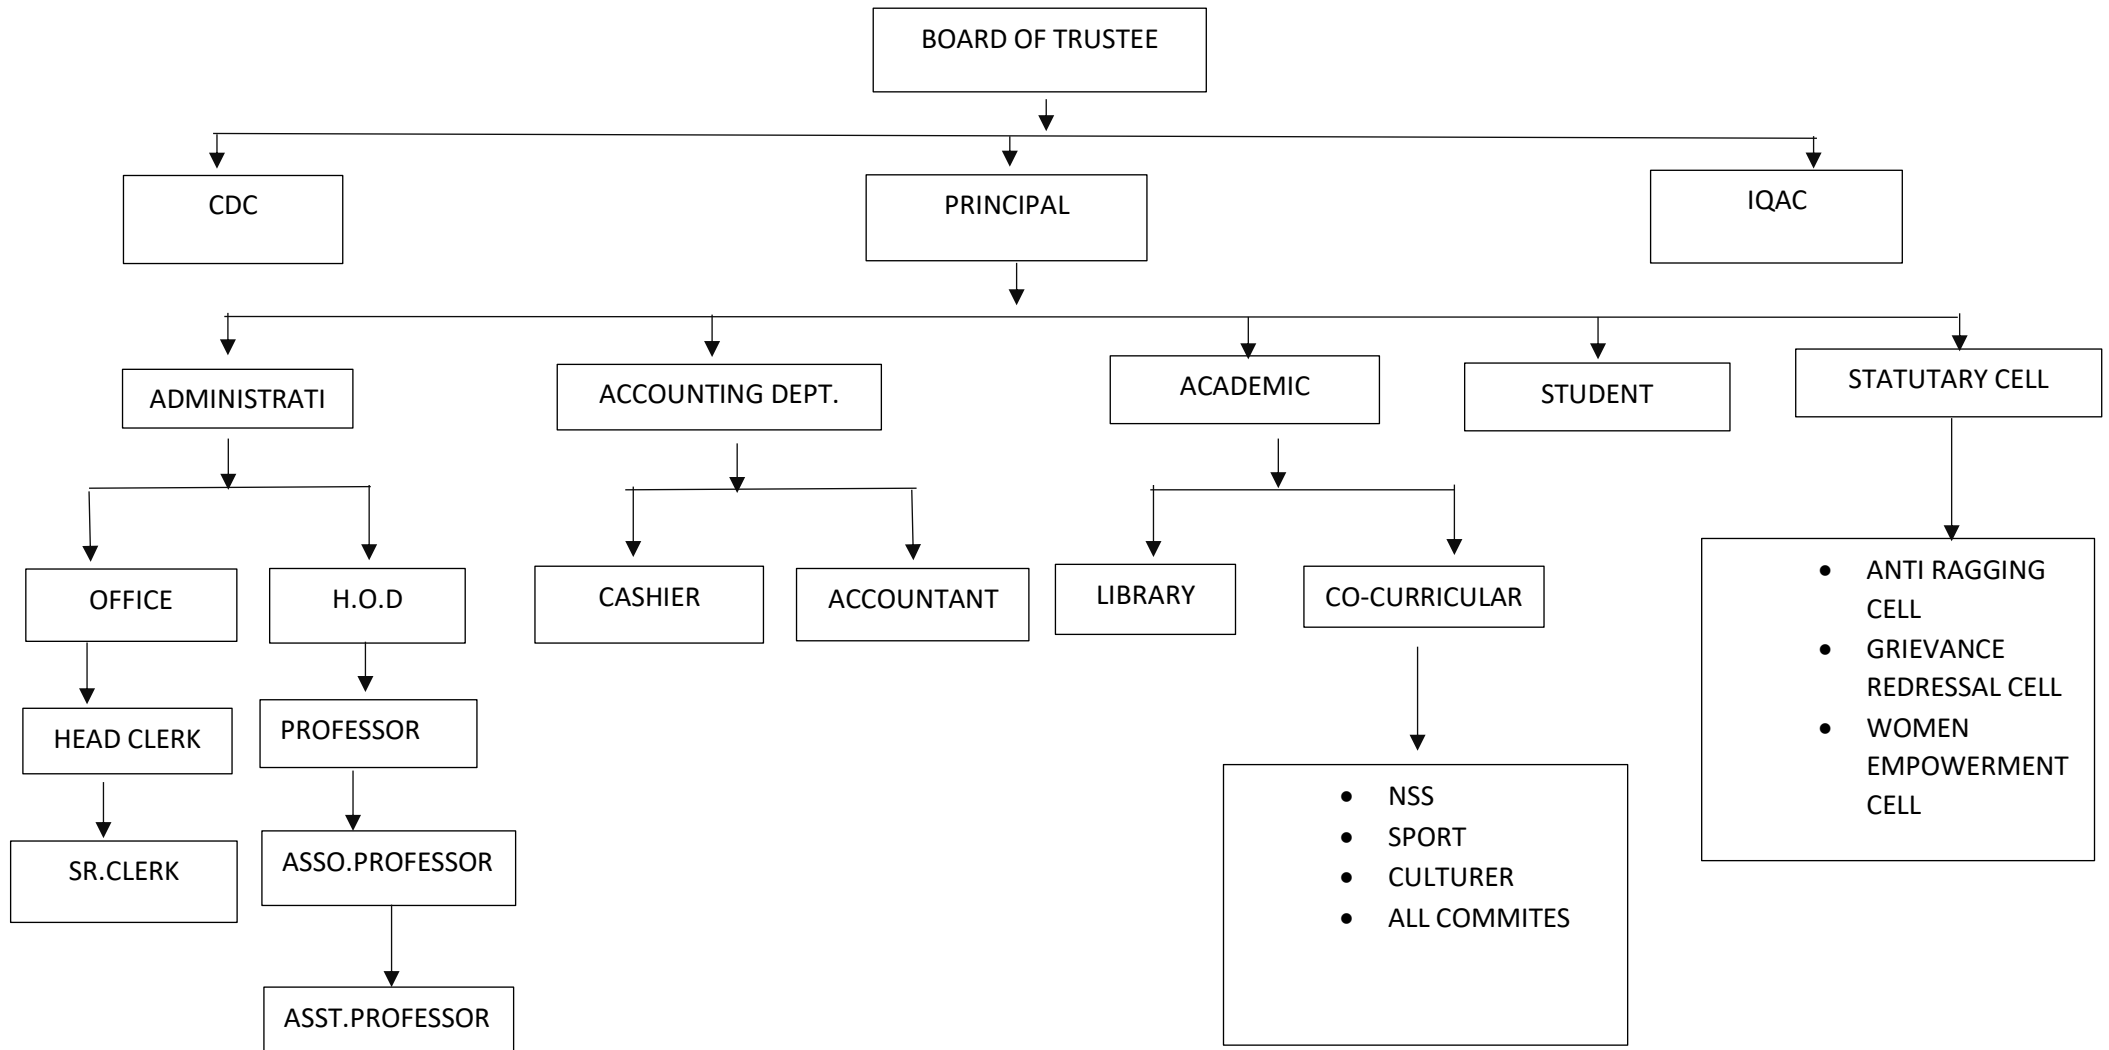 BOARD OF TRUSTEE
CDC
PRINCIPAL
IQAC
ADMINISTRATI
ACCOUNTING DEPT.
ACADEMIC
STUDENT
STATUTARY CELL
OFFICE
H.O.D
CASHIER
ACCOUNTANT
LIBRARY
CO-CURRICULAR
• ANTI RAGGING
CELL
• GRIEVANCE
REDRESSAL CELL
• WOMEN
EMPOWERMENT
CELL
HEAD CLERK
PROFESSOR
• NSS
• SPORT
• CULTURER
• ALL COMMITES
SR.CLERK
ASSO.PROFESSOR
ASST.PROFESSOR